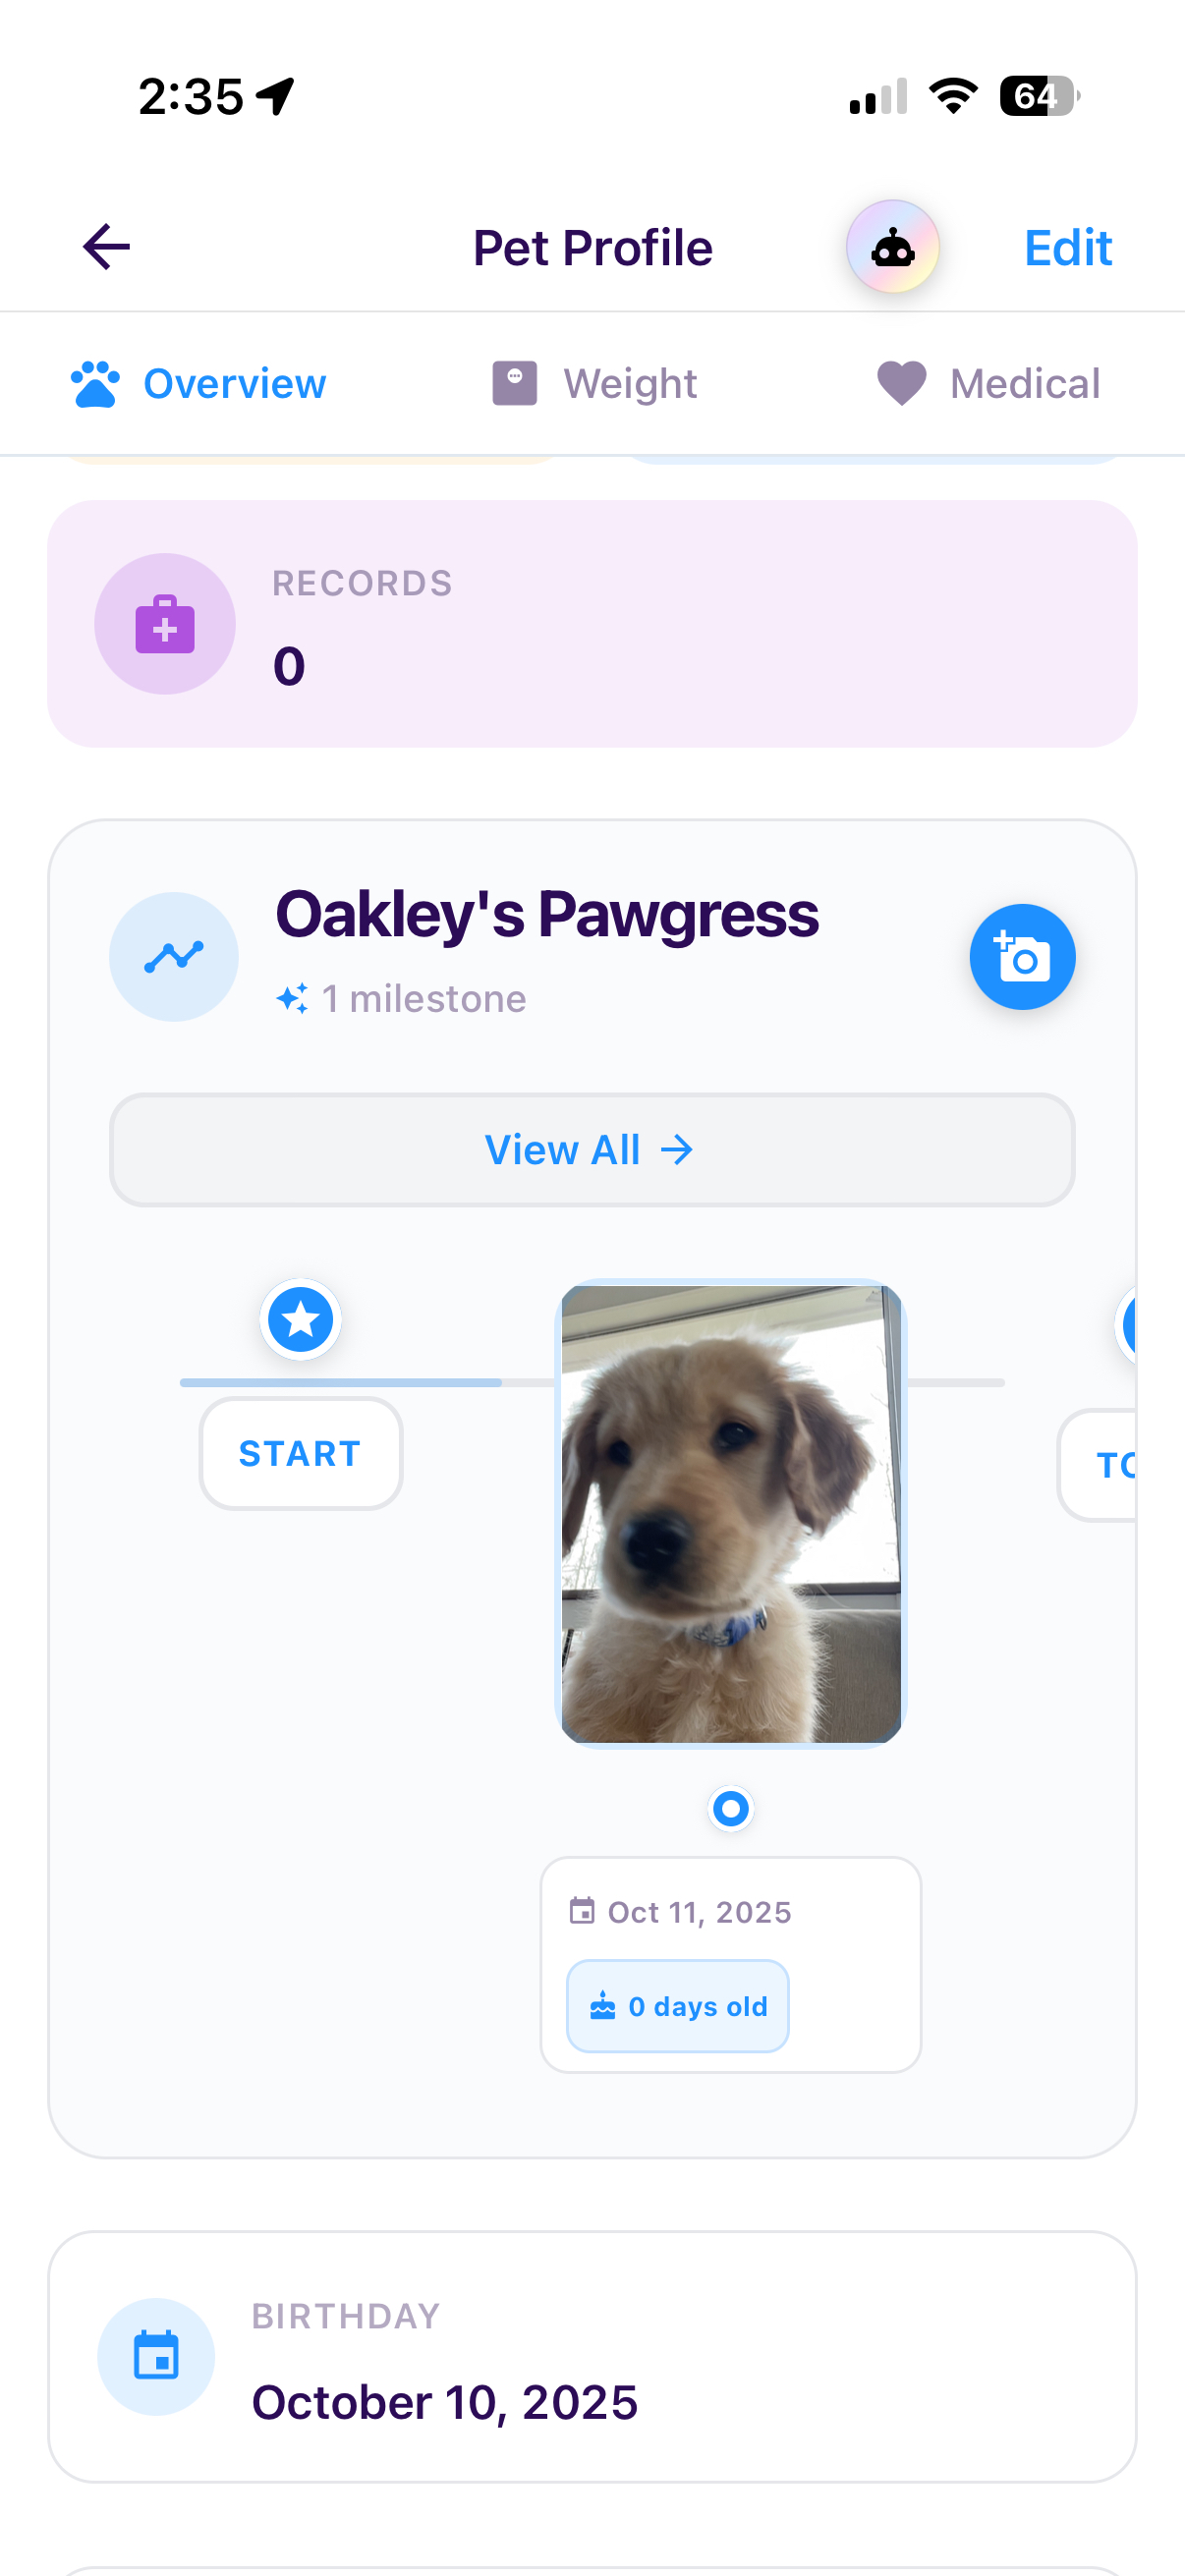 2:35
64
Pet Profile
Edit
Overview
Weight
Medical
RECORDS
0
Oakley's Pawgress
1 milestone
View All →
START
Oct 11, 2025
0 days old
BIRTHDAY
October 10, 2025